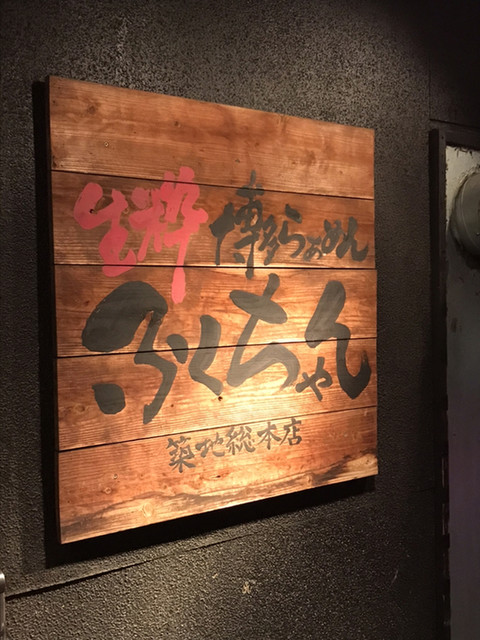 生粋 博多らぁめん
ふくちゃん
築地総本店